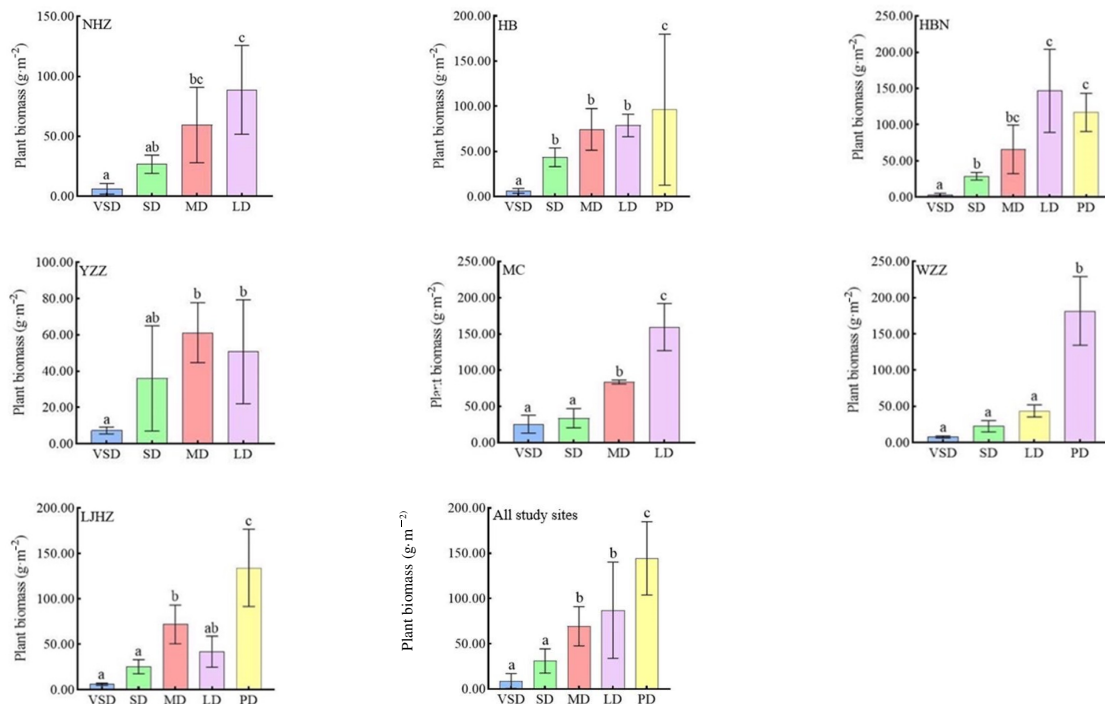 NHZ
Plant biomass (g·m⁻²)
150.00
100.00
50.00
0.00
a
ab
bc
c
VSD SD MD LD
HB
Plant biomass (g·m⁻²)
200.00
150.00
100.00
50.00
0.00
a
b
b
b
c
VSD SD MD LD PD
HBN
Plant biomass (g·m⁻²)
250.00
200.00
150.00
100.00
50.00
0.00
a
b
bc
c
c
VSD SD MD LD PD
YZZ
Plant biomass (g·m⁻²)
100.00
80.00
60.00
40.00
20.00
0.00
a
ab
b
b
VSD SD MD LD
MC
Plant biomass (g·m⁻²)
250.00
200.00
150.00
100.00
50.00
0.00
a
a
b
c
VSD SD MD LD
WZZ
Plant biomass (g·m⁻²)
250.00
200.00
150.00
100.00
50.00
0.00
a
a
a
b
VSD SD LD PD
LJHZ
Plant biomass (g·m⁻²)
200.00
150.00
100.00
50.00
0.00
a
a
b
ab
c
VSD SD MD LD PD
All study sites
Plant biomass (g·m⁻²)
200.00
150.00
100.00
50.00
0.00
a
a
b
b
c
VSD SD MD LD PD